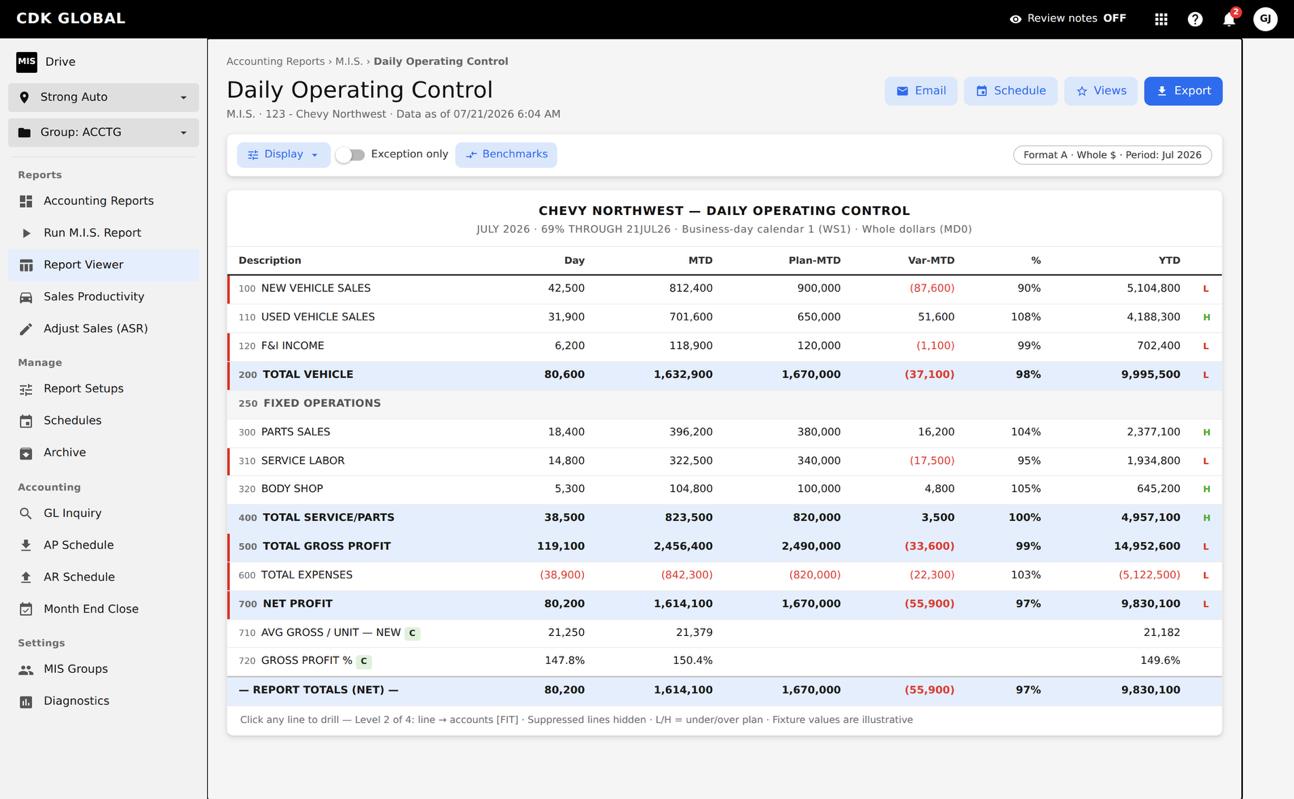 CDK GLOBAL
Review notes OFF
2
GJ
MIS Drive
Strong Auto
Group: ACCTG
Reports
Accounting Reports
Run M.I.S. Report
Report Viewer
Sales Productivity
Adjust Sales (ASR)
Manage
Report Setups
Schedules
Archive
Accounting
GL Inquiry
AP Schedule
AR Schedule
Month End Close
Settings
MIS Groups
Diagnostics
Accounting Reports › M.I.S. › Daily Operating Control
Daily Operating Control
M.I.S. · 123 - Chevy Northwest · Data as of 07/21/2026 6:04 AM
Email
Schedule
Views
Export
Display
Exception only
Benchmarks
Format A · Whole $ · Period: Jul 2026
CHEVY NORTHWEST — DAILY OPERATING CONTROL
JULY 2026 · 69% THROUGH 21JUL26 · Business-day calendar 1 (WS1) · Whole dollars (MD0)
Description Day MTD Plan-MTD Var-MTD % YTD
100 NEW VEHICLE SALES 42,500 812,400 900,000 (87,600) 90% 5,104,800 L
110 USED VEHICLE SALES 31,900 701,600 650,000 51,600 108% 4,188,300 H
120 F&I INCOME 6,200 118,900 120,000 (1,100) 99% 702,400 L
200 TOTAL VEHICLE 80,600 1,632,900 1,670,000 (37,100) 98% 9,995,500 L
250 FIXED OPERATIONS
300 PARTS SALES 18,400 396,200 380,000 16,200 104% 2,377,100 H
310 SERVICE LABOR 14,800 322,500 340,000 (17,500) 95% 1,934,800 L
320 BODY SHOP 5,300 104,800 100,000 4,800 105% 645,200 H
400 TOTAL SERVICE/PARTS 38,500 823,500 820,000 3,500 100% 4,957,100 H
500 TOTAL GROSS PROFIT 119,100 2,456,400 2,490,000 (33,600) 99% 14,952,600 L
600 TOTAL EXPENSES (38,900) (842,300) (820,000) (22,300) 103% (5,122,500) L
700 NET PROFIT 80,200 1,614,100 1,670,000 (55,900) 97% 9,830,100 L
710 AVG GROSS / UNIT — NEW C 21,250 21,379 21,182
720 GROSS PROFIT % C 147.8% 150.4% 149.6%
— REPORT TOTALS (NET) — 80,200 1,614,100 1,670,000 (55,900) 97% 9,830,100
Click any line to drill — Level 2 of 4: line → accounts [FIT] · Suppressed lines hidden · L/H = under/over plan · Fixture values are illustrative